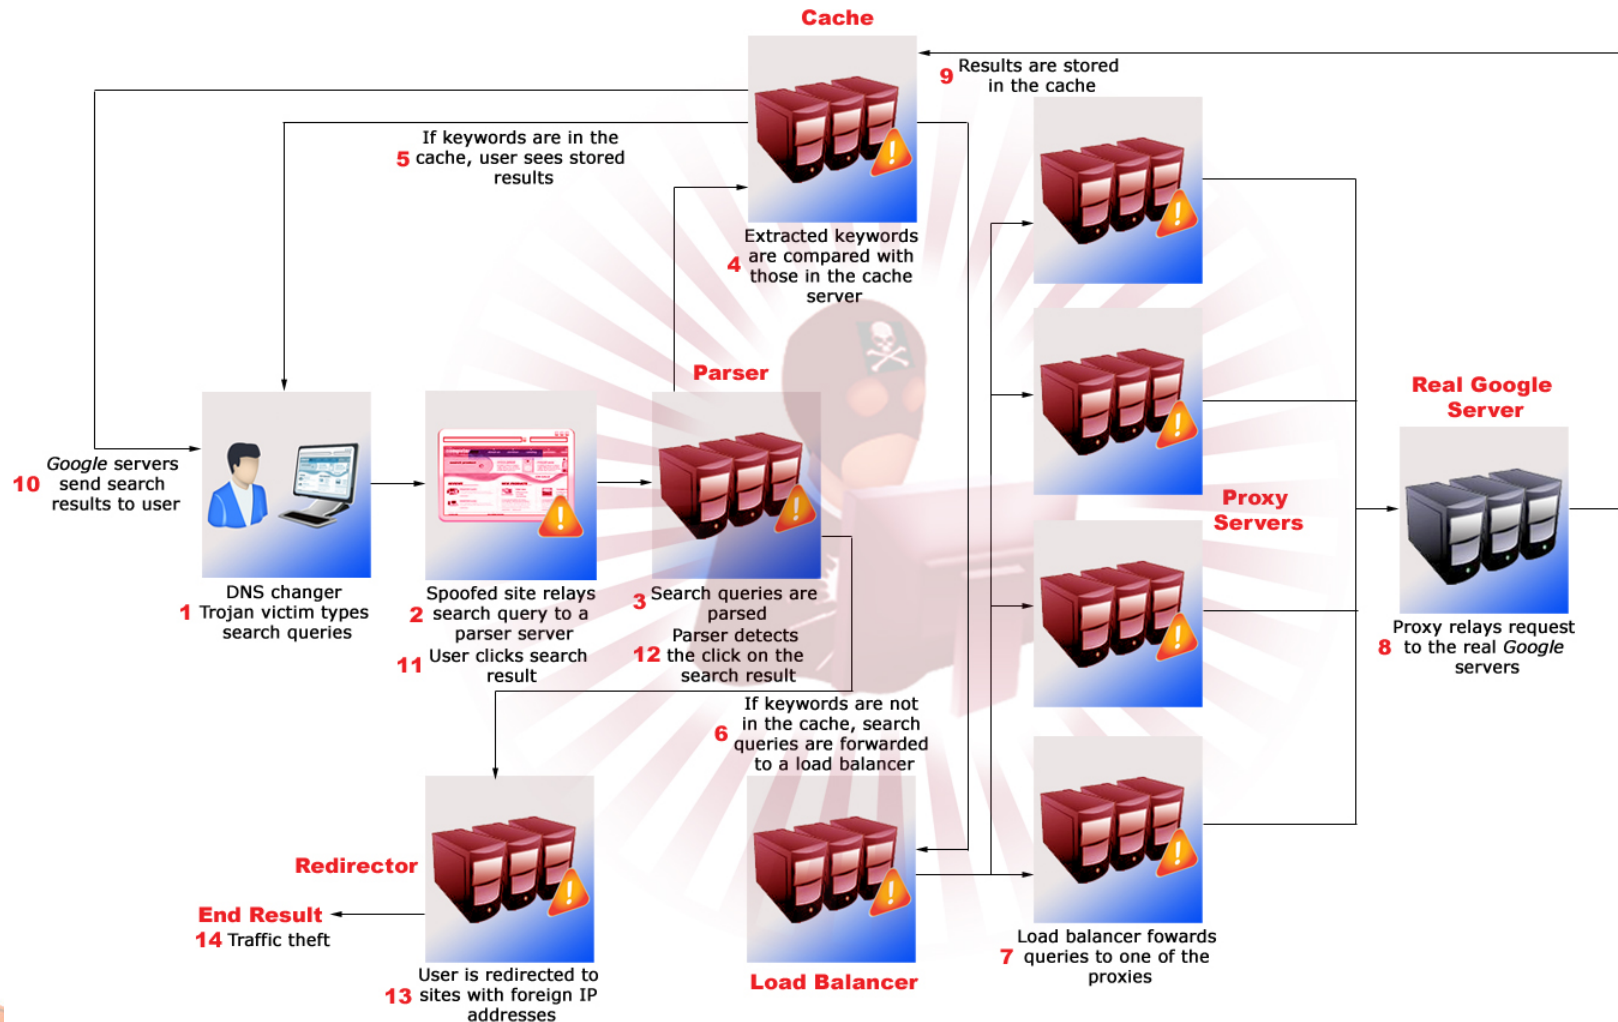 Cache
9 Results are stored
in the cache
If keywords are in the
5 cache, user sees stored
results
Extracted keywords
4 are compared with
those in the cache
server
Parser
Real Google
Server
10 Google servers
send search
results to user
Proxy
Servers
DNS changer
1 Trojan victim types
search queries
Spoofed site relays
2 search query to a
parser server
11 User clicks search
result
3 Search queries are
parsed
Parser detects
12 the click on the
search result
Proxy relays request
8 to the real Google
servers
If keywords are not
6 in the cache, search
queries are forwarded
to a load balancer
Redirector
End Result
14 Traffic theft
User is redirected to
13 sites with foreign IP
addresses
Load Balancer
Load balancer fowards
7 queries to one of the
proxies